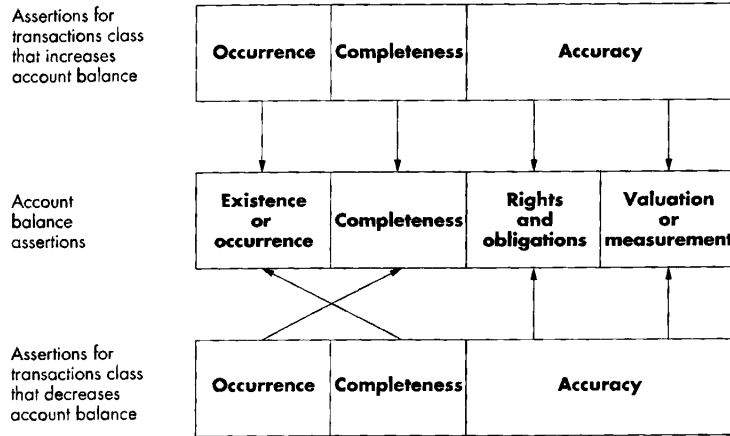 Assertions for
transactions class
that increases
account balance
Occurrence
Completeness
Accuracy
Account
balance
assertions
Existence
or
occurrence
Completeness
Rights
and
obligations
Valuation
or
measurement
Assertions for
transactions class
that decreases
account balance
Occurrence
Completeness
Accuracy